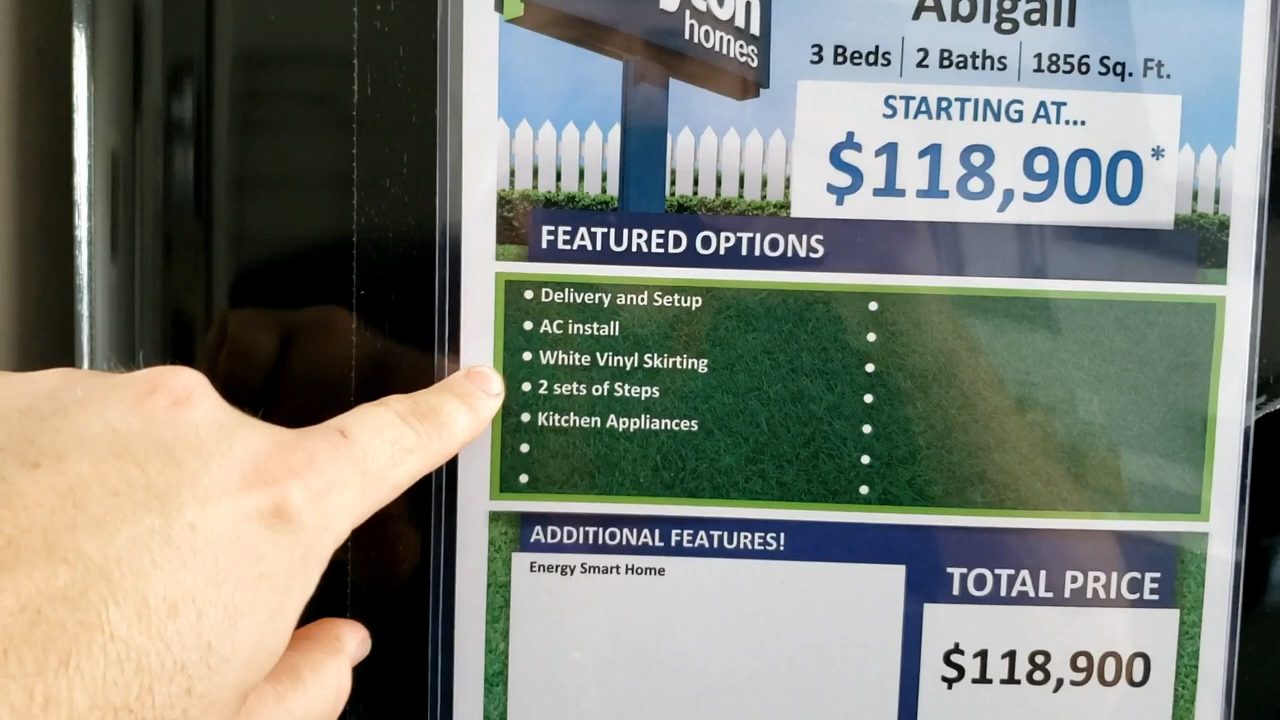 homes
Abigail
3 Beds | 2 Baths | 1856 Sq. Ft.
STARTING AT...
$118,900*
FEATURED OPTIONS
• Delivery and Setup
• AC install
• White Vinyl Skirting
• 2 sets of Steps
• Kitchen Appliances
ADDITIONAL FEATURES!
Energy Smart Home
TOTAL PRICE
$118,900